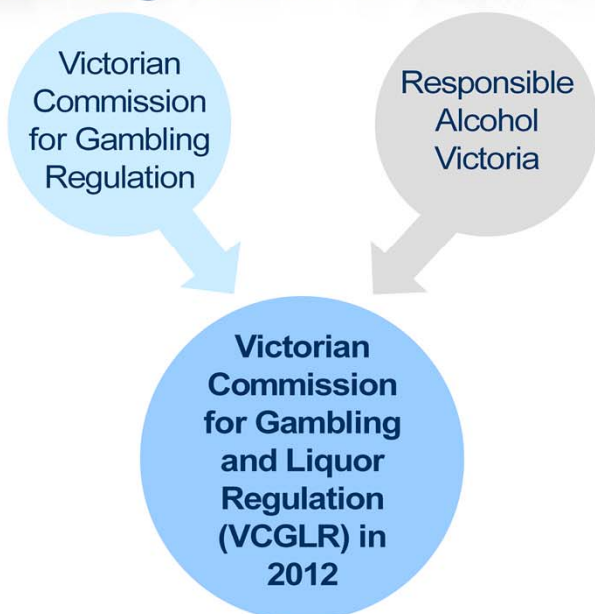 Victorian
Commission
for Gambling
Regulation
Responsible
Alcohol
Victoria
Victorian
Commission
for Gambling
and Liquor
Regulation
(VCGLR) in
2012